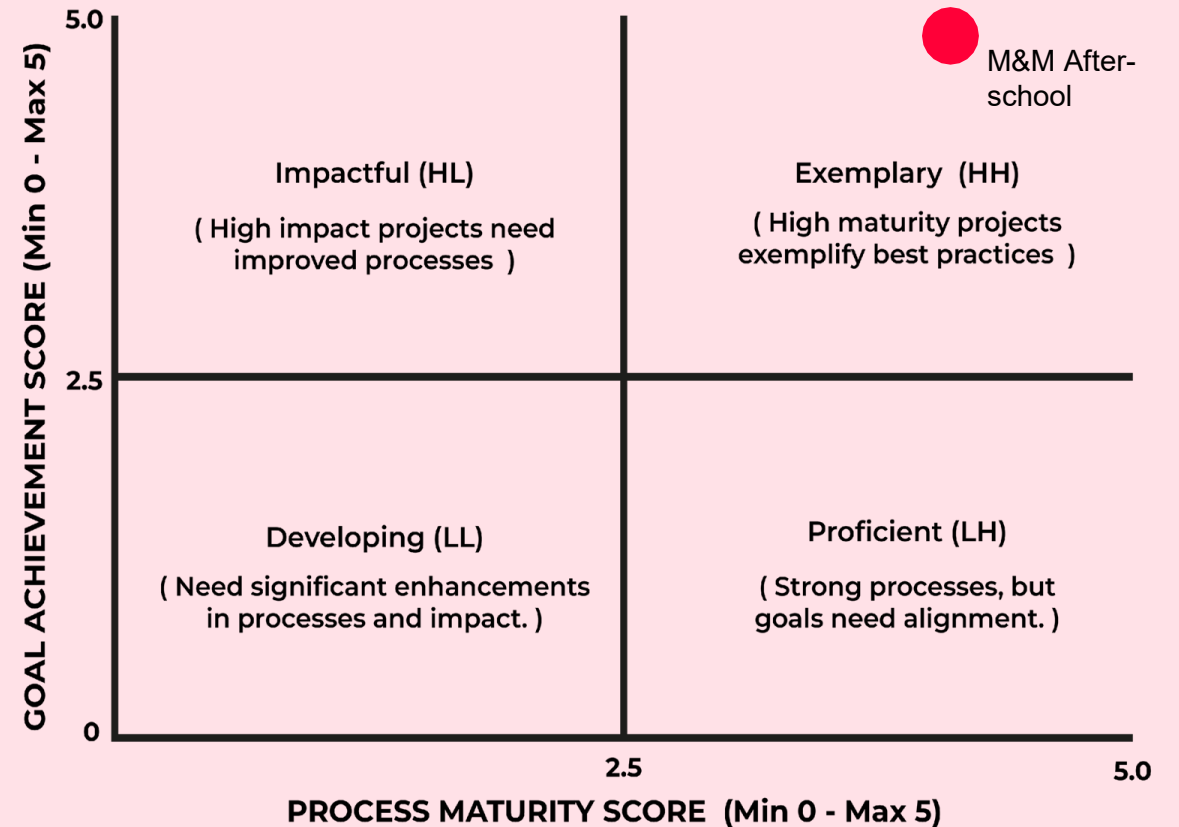 5.0
M&M After-
school
Impactful (HL)
( High impact projects need
improved processes )
Exemplary (HH)
( High maturity projects
exemplify best practices )
GOAL ACHIEVEMENT SCORE (Min 0 - Max 5)
2.5
Developing (LL)
( Need significant enhancements
in processes and impact. )
Proficient (LH)
( Strong processes, but
goals need alignment. )
0
2.5
5.0
PROCESS MATURITY SCORE (Min 0 - Max 5)